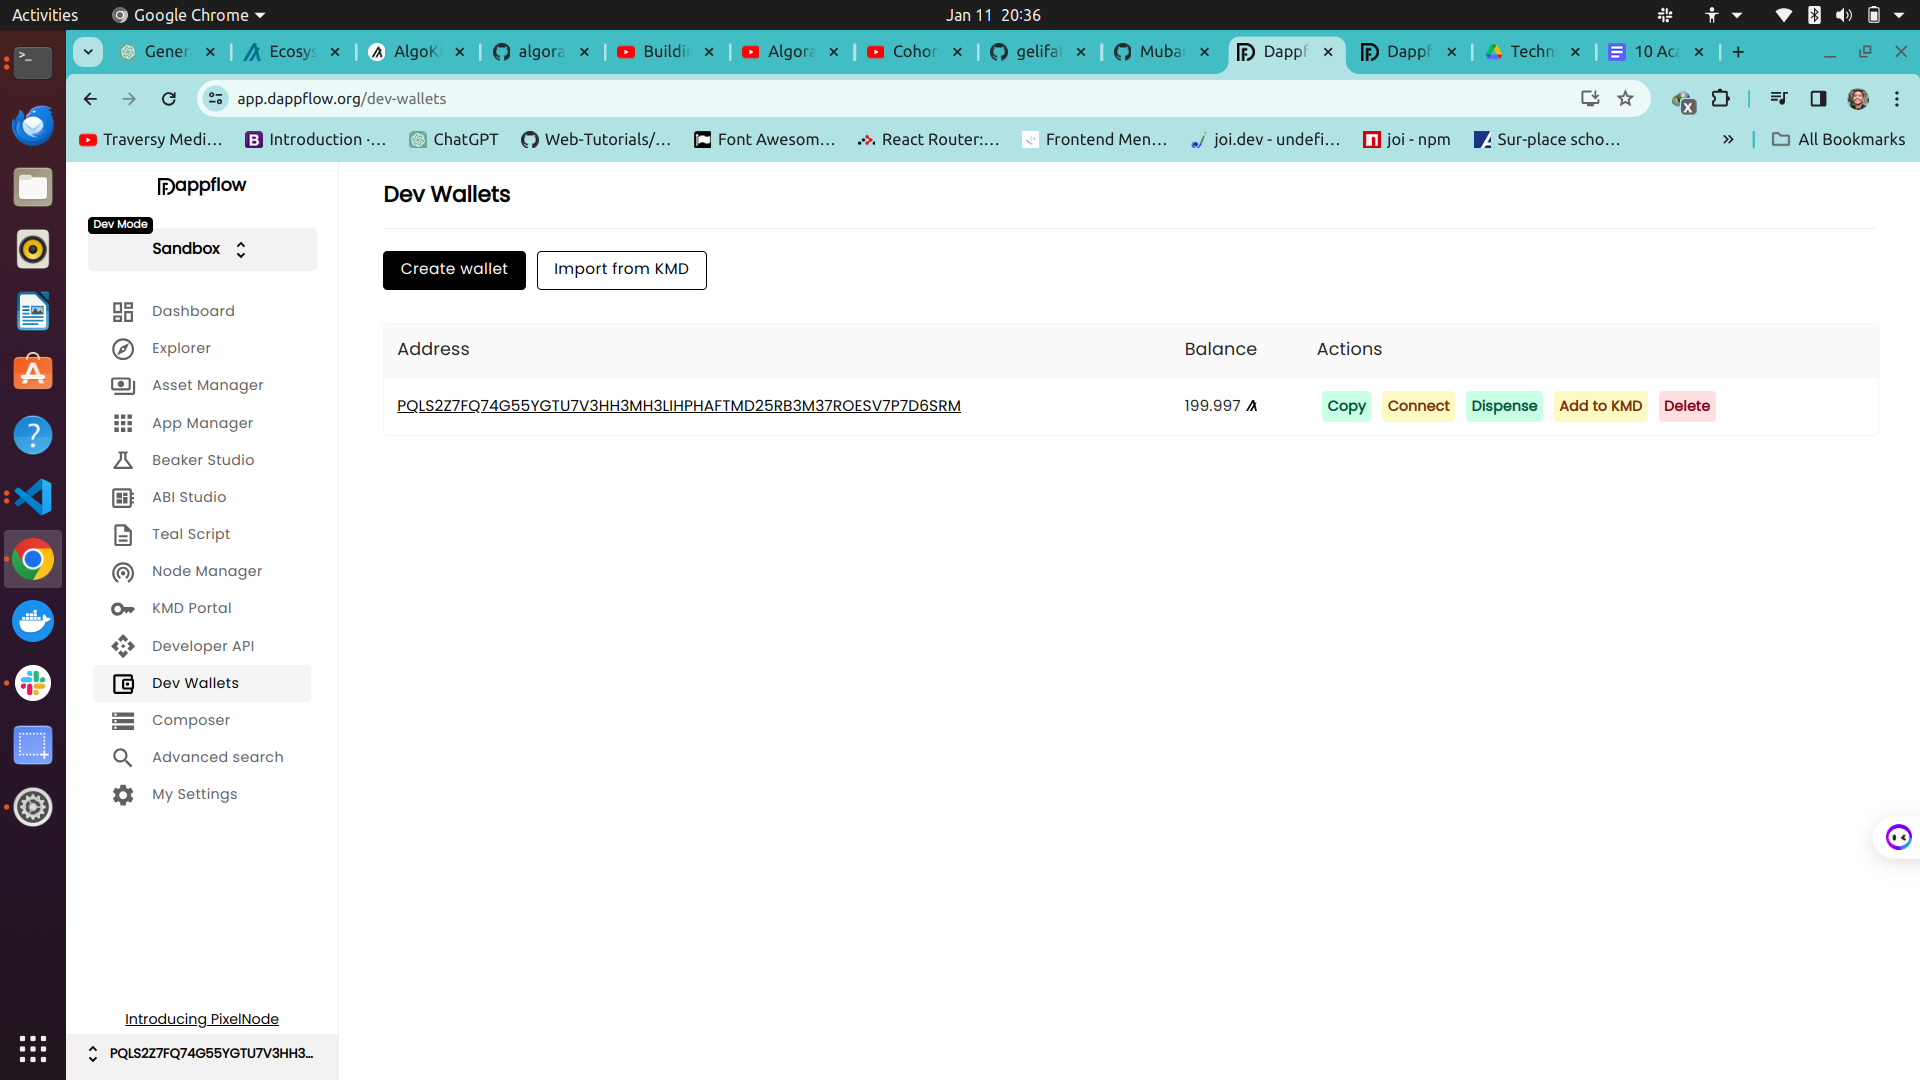 Activities
Google Chrome
Jan 11 20:36
Gener
Ecosys
AlgoKi
algora
Buildi
Algora
Cohor
gelifat
Muba
Dappf
Dappf
Techn
10 Aca
app.dappflow.org/dev-wallets
Traversy Medi...
Introduction ·...
ChatGPT
Web-Tutorials/...
Font Awesom...
React Router:...
Frontend Men...
joi.dev - undefi...
joi - npm
Sur-place scho...
»
All Bookmarks
Dappflow
Dev Mode
Sandbox
Dashboard
Explorer
Asset Manager
App Manager
Beaker Studio
ABI Studio
Teal Script
Node Manager
KMD Portal
Developer API
Dev Wallets
Composer
Advanced search
My Settings
Introducing PixelNode
PQLS2Z7FQ74G55YGTU7V3HH3...
Dev Wallets
Create wallet
Import from KMD
Address Balance Actions
PQLS2Z7FQ74G55YGTU7V3HH3MH3LIHPHAFTMD25RB3M37ROESV7P7D6SRM 199.997 Copy Connect Dispense Add to KMD Delete